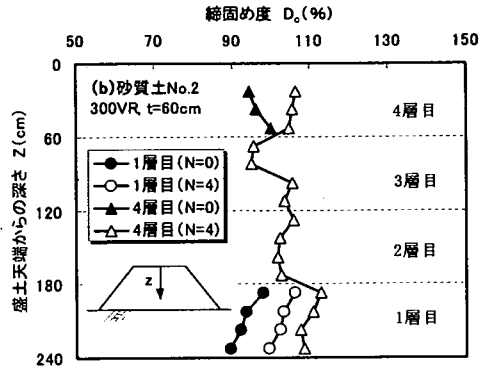 締固め度 Dc(%)
50 70 90 110 130 150
盛土天端からの深さ Z(cm)
0
60
120
180
240
(b)砂質土No.2
300VR, t=60cm
1層目(N=0)
1層目(N=4)
4層目(N=0)
4層目(N=4)
z
4層目
3層目
2層目
1層目